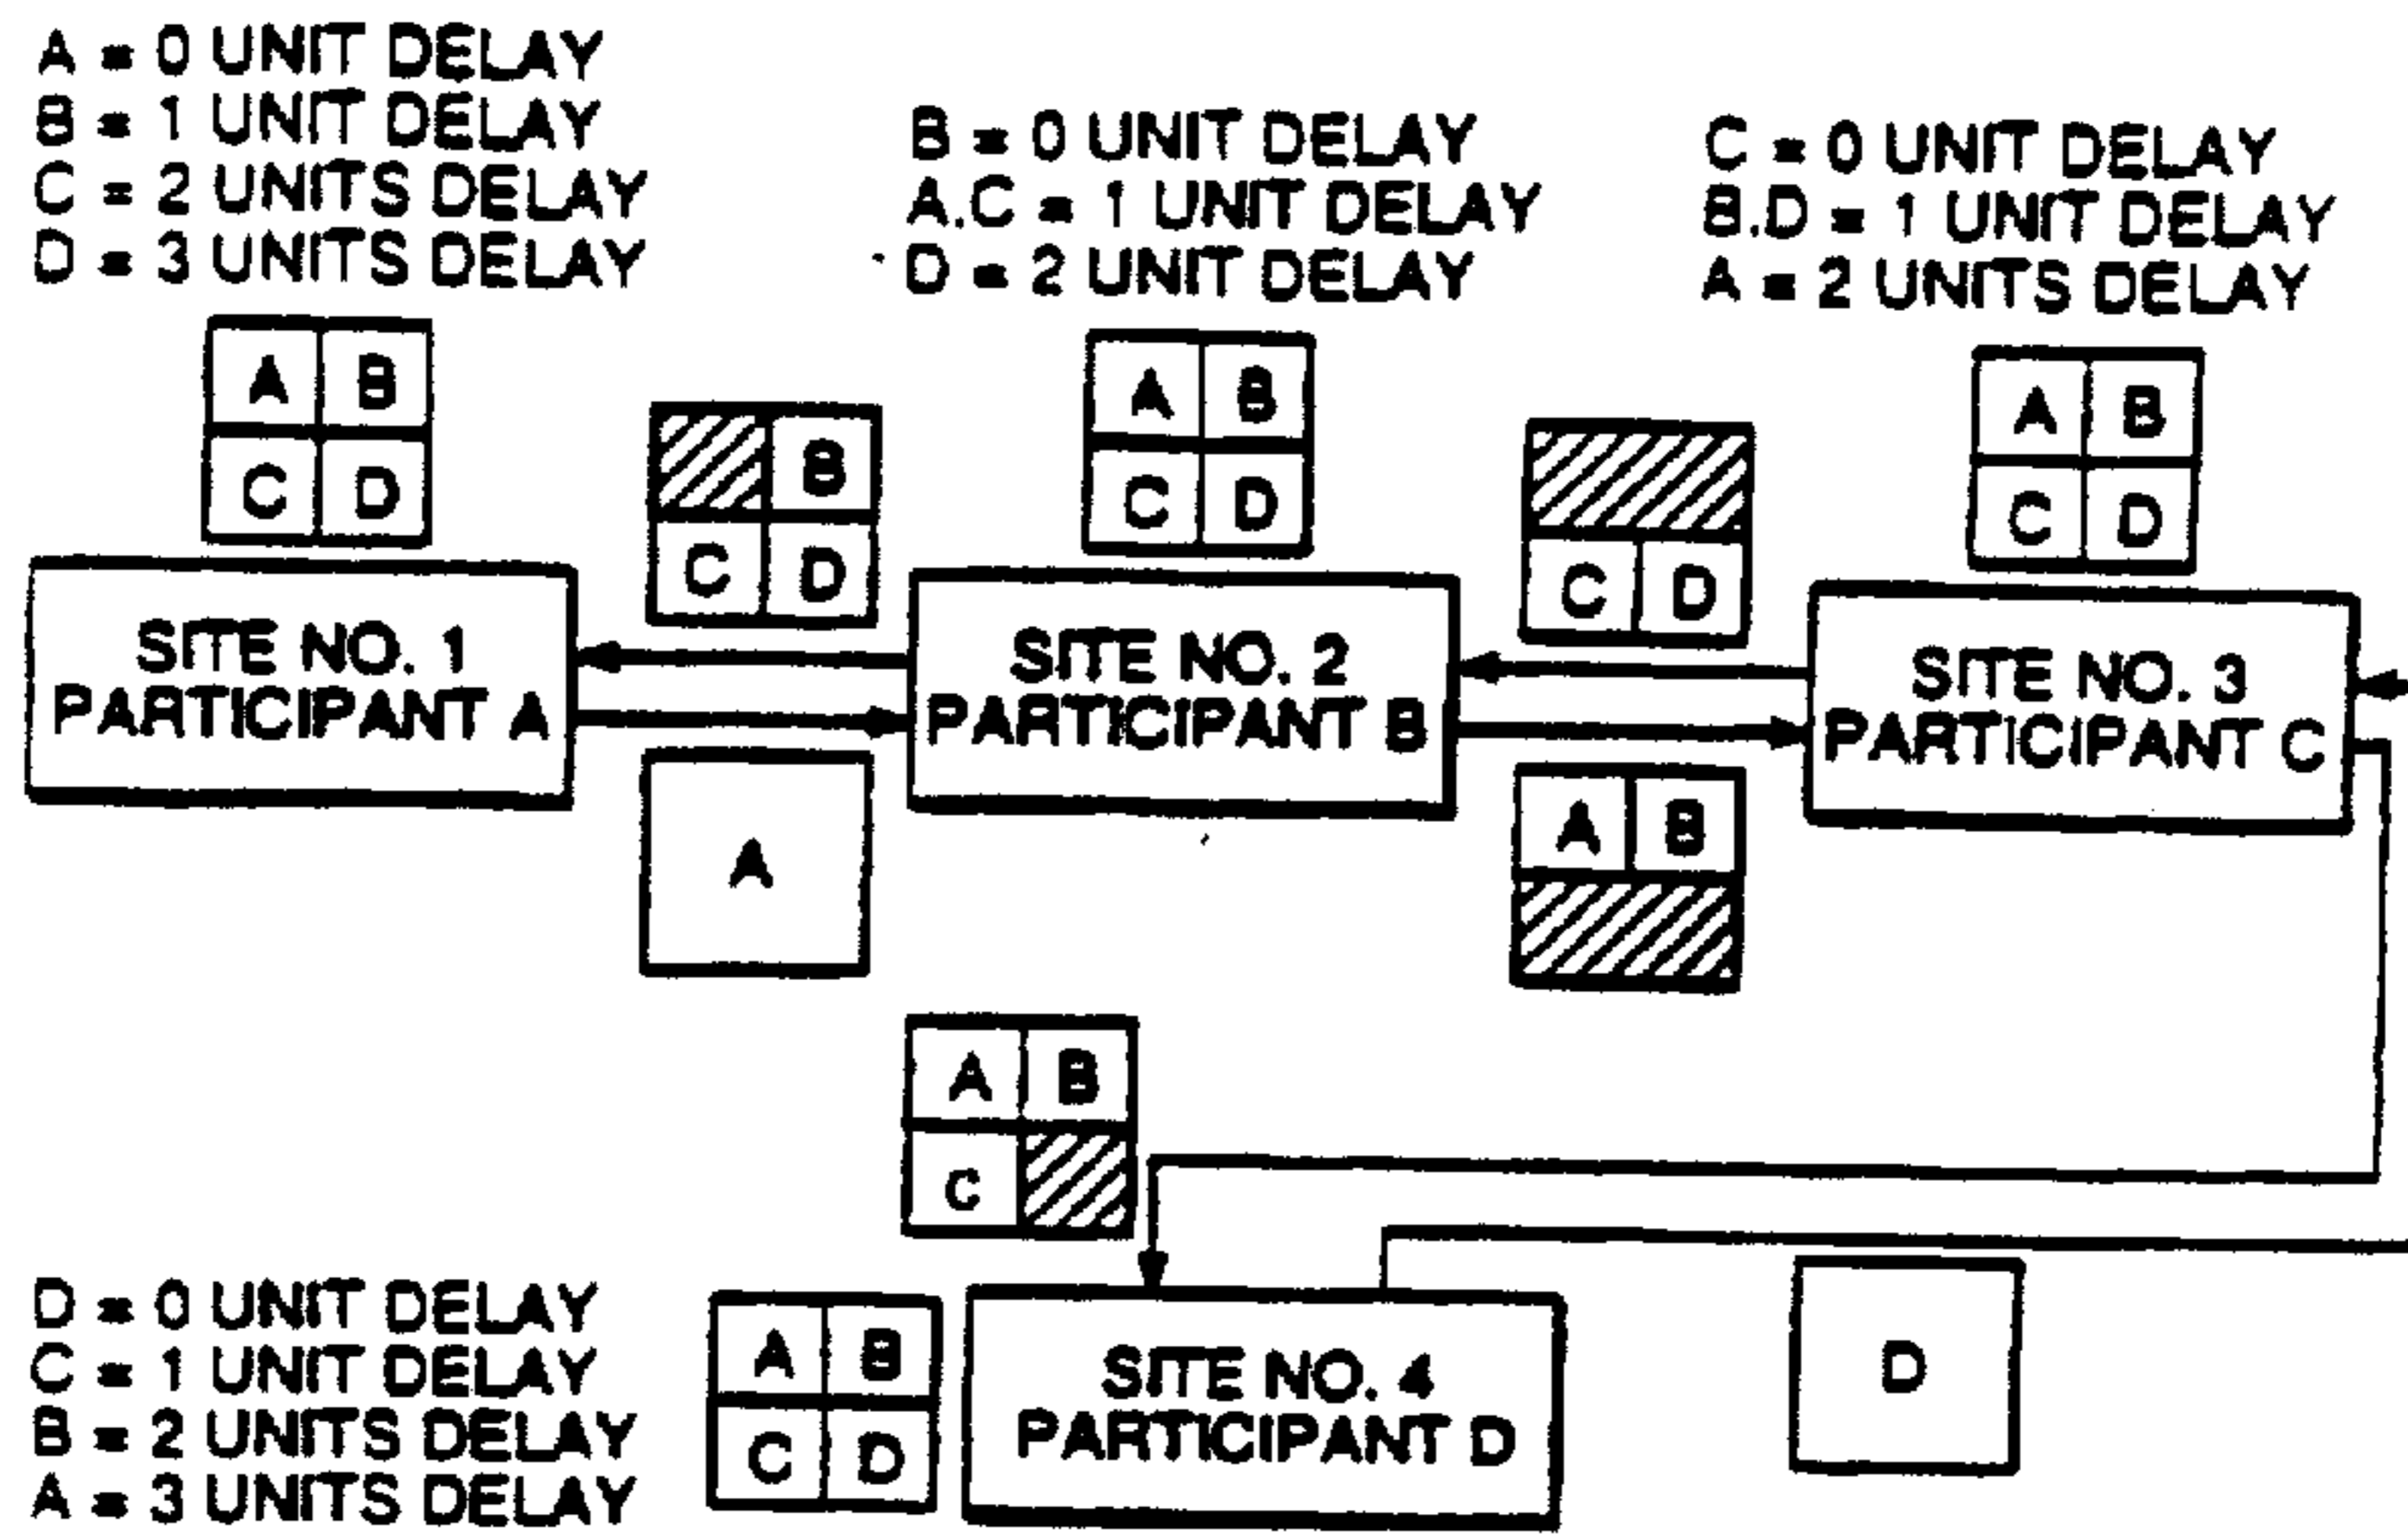 A = 0 UNIT DELAY
B = 1 UNIT DELAY
C = 2 UNITS DELAY
D = 3 UNITS DELAY
B = 0 UNIT DELAY
A.C = 1 UNIT DELAY
D = 2 UNIT DELAY
C = 0 UNIT DELAY
B.D = 1 UNIT DELAY
A = 2 UNITS DELAY
A B
C D
B
C D
A B
C D
C D
A B
C D
SITE NO. 1
PARTICIPANT A
SITE NO. 2
PARTICIPANT B
SITE NO. 3
PARTICIPANT C
A
A B
A B
C
D = 0 UNIT DELAY
C = 1 UNIT DELAY
B = 2 UNITS DELAY
A = 3 UNITS DELAY
A B
C D
SITE NO. 4
PARTICIPANT D
D